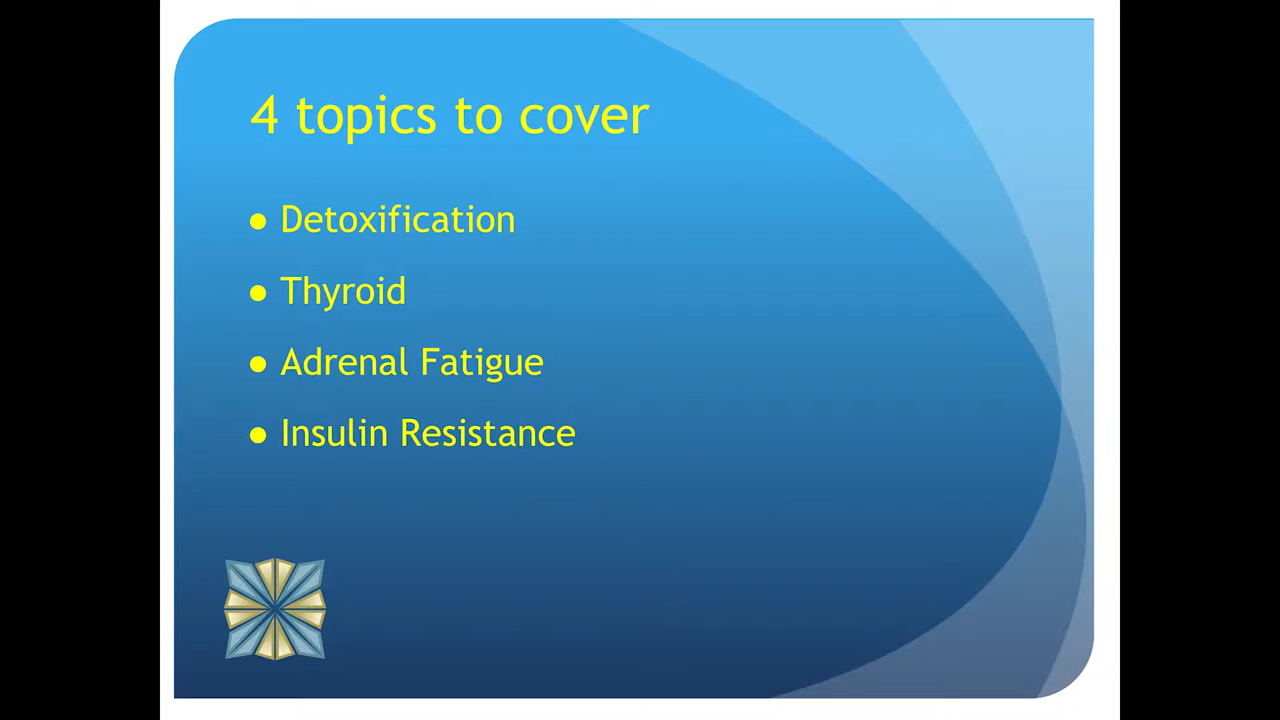 4 topics to cover
● Detoxification
● Thyroid
● Adrenal Fatigue
● Insulin Resistance